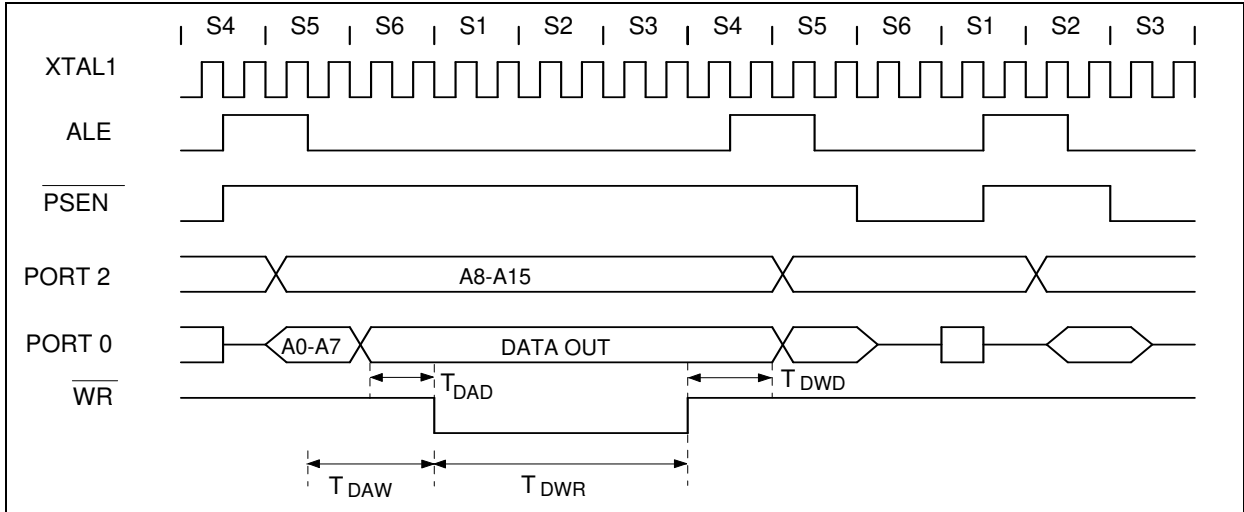 S4 S5 S6 S1 S2 S3 S4 S5 S6 S1 S2 S3
XTAL1
ALE
PSEN
PORT 2 A8-A15
PORT 0 A0-A7 DATA OUT
WR TDAD TDWD
TDAW TDWR